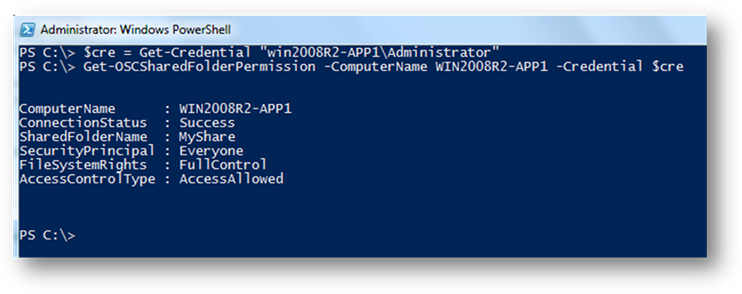 Administrator: Windows PowerShell
PS C:\> $cre = Get-Credential "win2008R2-APP1\Administrator"
PS C:\> Get-OSCSharedFolderPermission -ComputerName WIN2008R2-APP1 -Credential $cre
ComputerName : WIN2008R2-APP1
ConnectionStatus : Success
SharedFolderName : MyShare
SecurityPrincipal : Everyone
FileSystemRights : FullControl
AccessControlType : AccessAllowed
PS C:\>